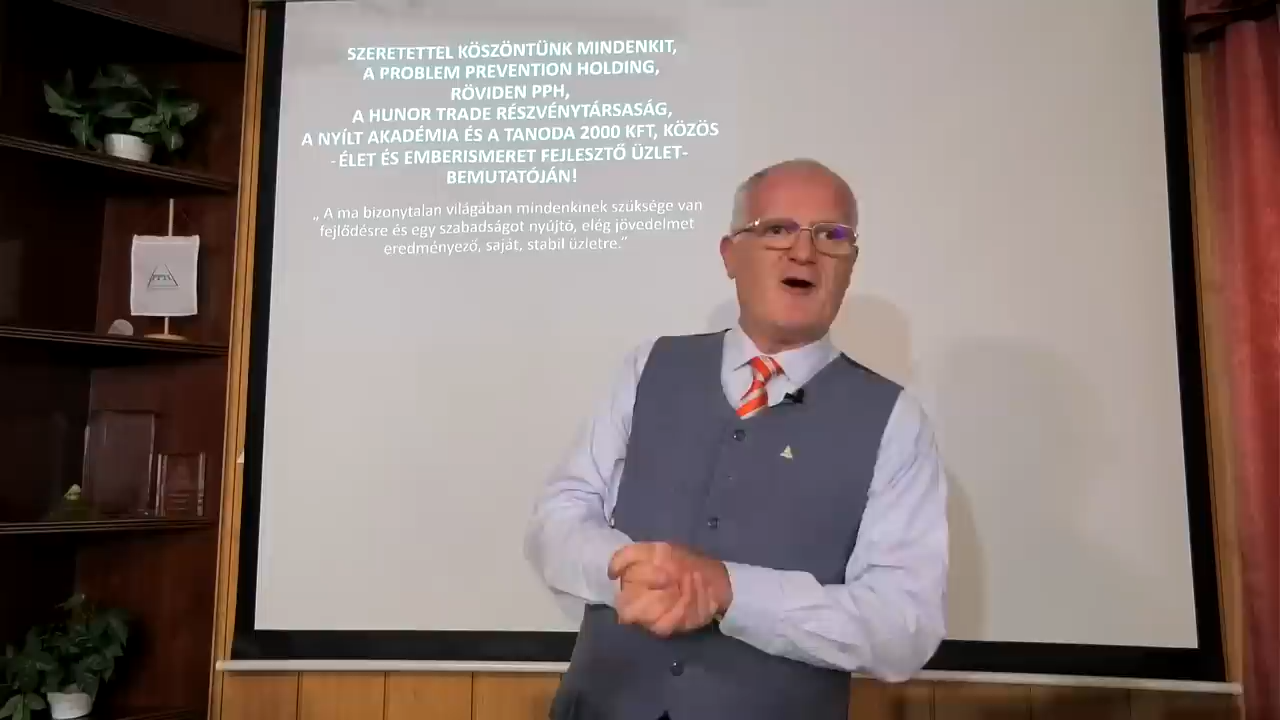 SZERETETTEL KÖSZÖNTÜNK MINDENKIT,
A PROBLEM PREVENTION HOLDING,
RÖVIDEN PPH,
A HUNOR TRADE RÉSZVÉNYTÁRSASÁG,
A NYÍLT AKADÉMIA ÉS A TANODA 2000 KFT, KÖZÖS
- ÉLET ÉS EMBERISMERET FEJLESZTŐ ÜZLET-
BEMUTATÓJÁN!
„ A ma bizonytalan világában mindenkinek szüksége van
fejlődésre és egy szabadságot nyújtó, elég jövedelmet
eredményező, saját, stabil üzletre.”